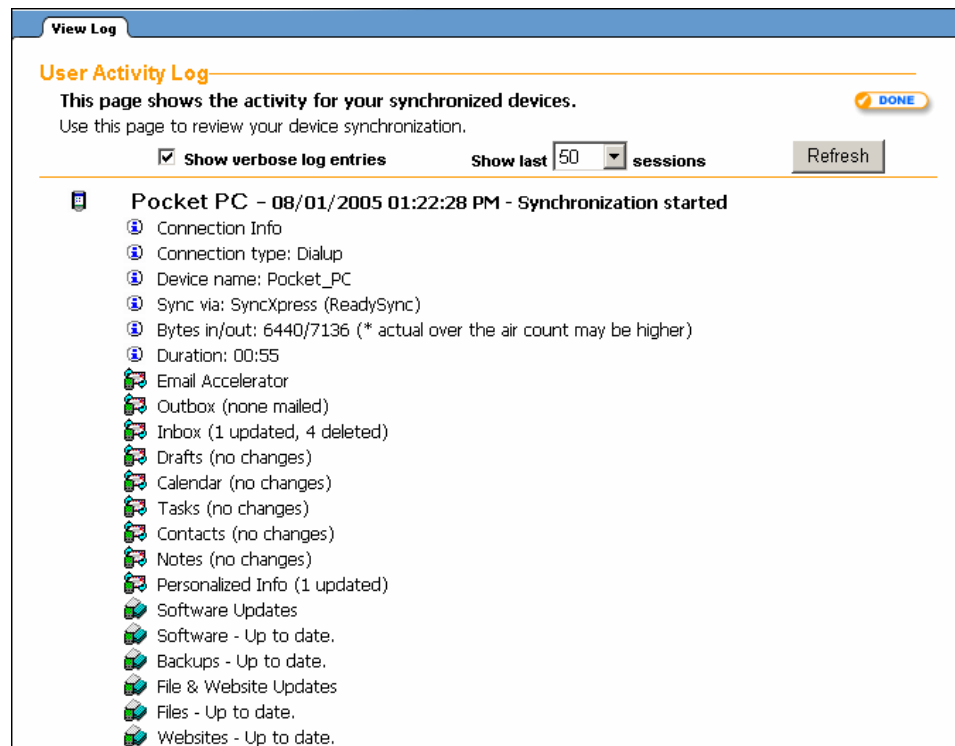 View Log
User Activity Log
This page shows the activity for your synchronized devices.
DONE
Use this page to review your device synchronization.
Show verbose log entries Show last 50 sessions Refresh
Pocket PC - 08/01/2005 01:22:28 PM - Synchronization started
Connection Info
Connection type: Dialup
Device name: Pocket_PC
Sync via: SyncXpress (ReadySync)
Bytes in/out: 6440/7136 (* actual over the air count may be higher)
Duration: 00:55
Email Accelerator
Outbox (none mailed)
Inbox (1 updated, 4 deleted)
Drafts (no changes)
Calendar (no changes)
Tasks (no changes)
Contacts (no changes)
Notes (no changes)
Personalized Info (1 updated)
Software Updates
Software - Up to date.
Backups - Up to date.
File & Website Updates
Files - Up to date.
Websites - Up to date.